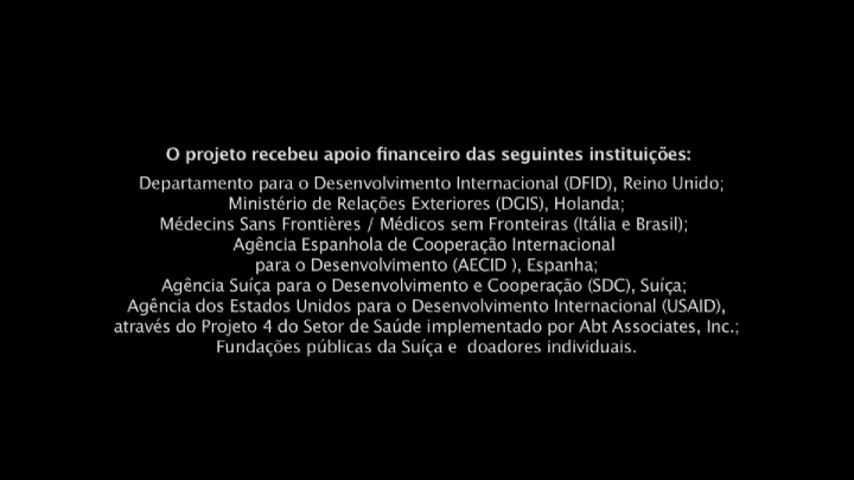 O projeto recebeu apoio financeiro das seguintes instituições:
Departamento para o Desenvolvimento Internacional (DFID), Reino Unido;
Ministério de Relações Exteriores (DGIS), Holanda;
Médecins Sans Frontières / Médicos sem Fronteiras (Itália e Brasil);
Agência Espanhola de Cooperação Internacional
para o Desenvolvimento (AECID ), Espanha;
Agência Suíça para o Desenvolvimento e Cooperação (SDC), Suíça;
Agência dos Estados Unidos para o Desenvolvimento Internacional (USAID),
através do Projeto 4 do Setor de Saúde implementado por Abt Associates, Inc.;
Fundações públicas da Suíça e  doadores individuais.